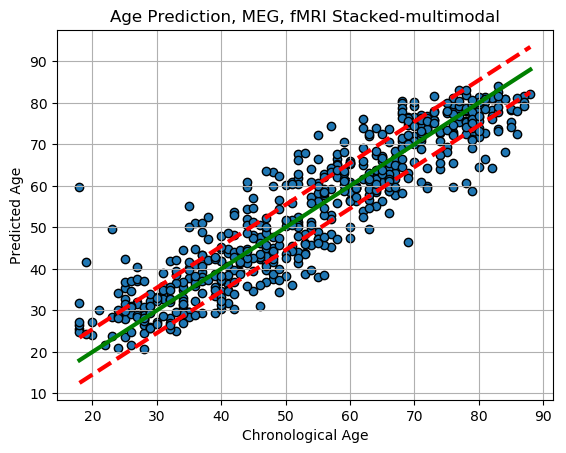 Age Prediction, MEG, fMRI Stacked-multimodal
90
80
70
60
50
40
30
20
10
Predicted Age
20 30 40 50 60 70 80 90
Chronological Age